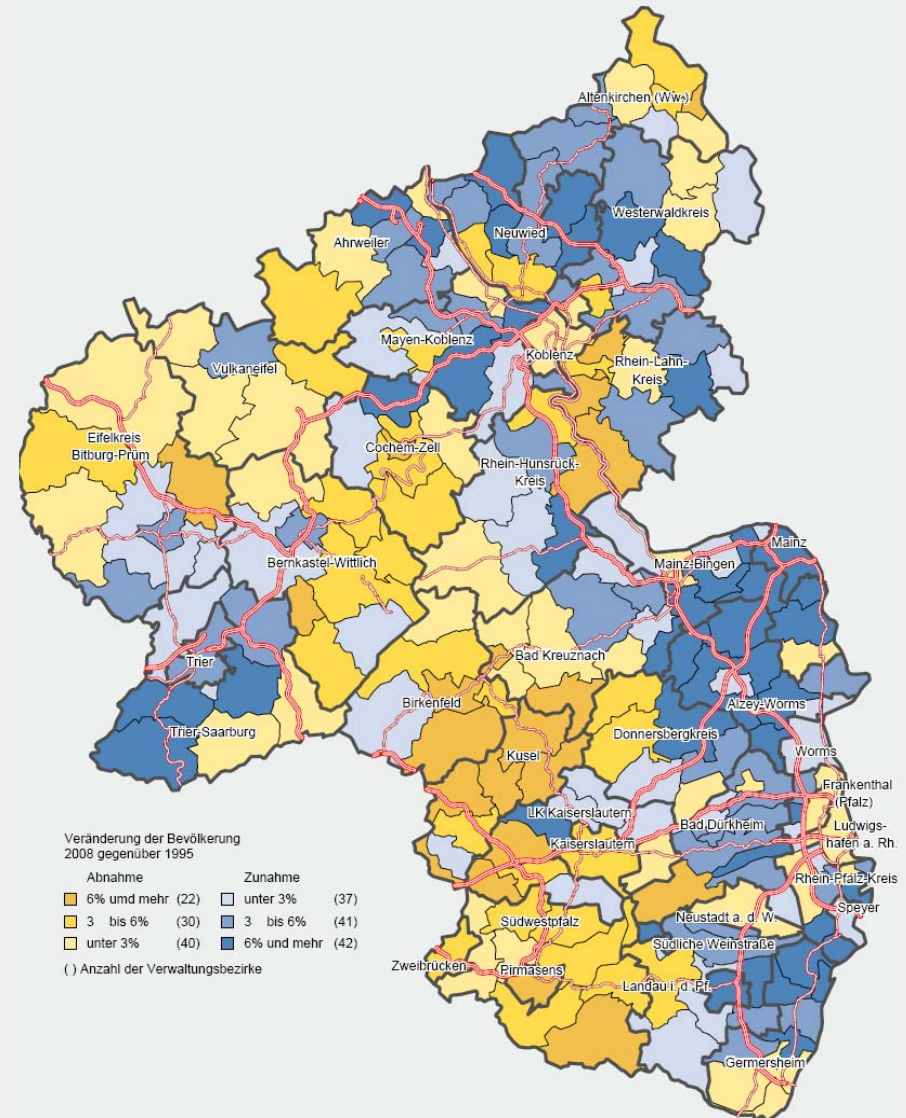 Altenkirchen (Ww.)
Westerwaldkreis
Neuwied
Ahrweiler
Mayen-Koblenz
Koblenz
Rhein-Lahn-
Kreis
Vulkaneifel
Eifelkreis
Bitburg-Prüm
Cochem-Zell
Rhein-Hunsrück-
Kreis
Mainz
Mainz-Bingen
Bernkastel-Wittlich
Bad Kreuznach
Trier
Birkenfeld
Alzey-Worms
Trier-Saarburg
Donnersbergkreis
Worms
Kusel
Frankenthal
(Pfalz)
LK Kaiserslautern
Bad Dürkheim
Ludwigs-
hafen a. Rh.
Kaiserslautern
Rhein-Pfalz-Kreis
Speyer
Neustadt a. d. W.
Südwestpfalz
Südliche Weinstraße
Zweibrücken
Pirmasens
Landau i. d. Pf.
Germersheim
Veränderung der Bevölkerung
2008 gegenüber 1995
Abnahme Zunahme
6% umd mehr (22) unter 3% (37)
3 bis 6% (30) 3 bis 6% (41)
unter 3% (40) 6% und mehr (42)
( ) Anzahl der Verwaltungsbezirke